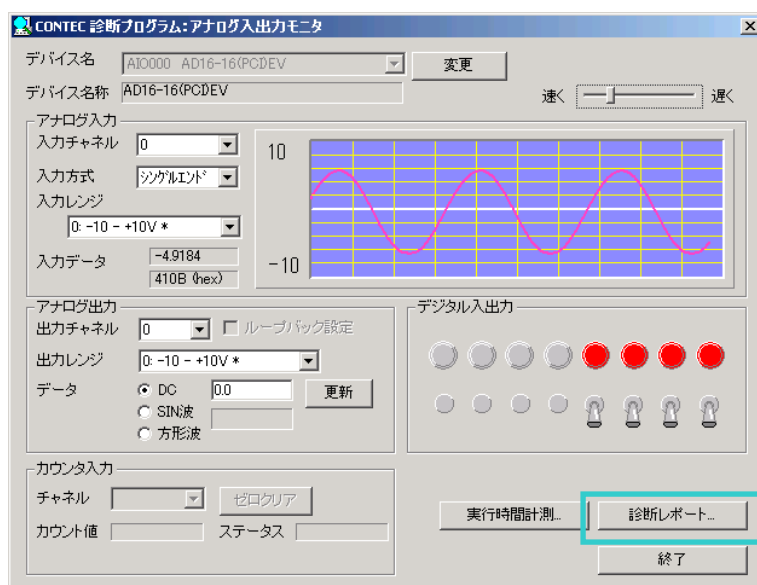 CONTEC 診断プログラム:アナログ入出力モニタ
デバイス名 AIO000 AD16-16(PCI)EV 変更
デバイス名称 AD16-16(PCI)EV 速く 遅く
アナログ入力
入力チャネル 0
入力方式 シングルエンド
入力レンジ
0: -10 - +10V *
入力データ -4.9184
410B (hex)
10
-10
アナログ出力
出力チャネル 0 ループバック設定
出力レンジ 0: -10 - +10V *
データ DC 0.0 更新
SIN波
方形波
デジタル入出力
カウンタ入力
チャネル ゼロクリア
カウント値 ステータス
実行時間計測... 診断レポート...
終了